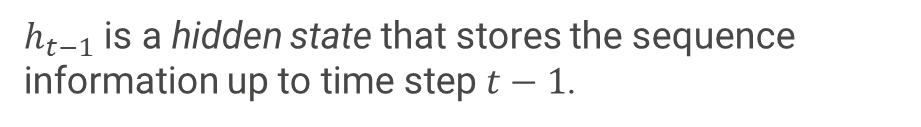 h_{t−1} is a hidden state that stores the sequence
information up to time step t − 1.